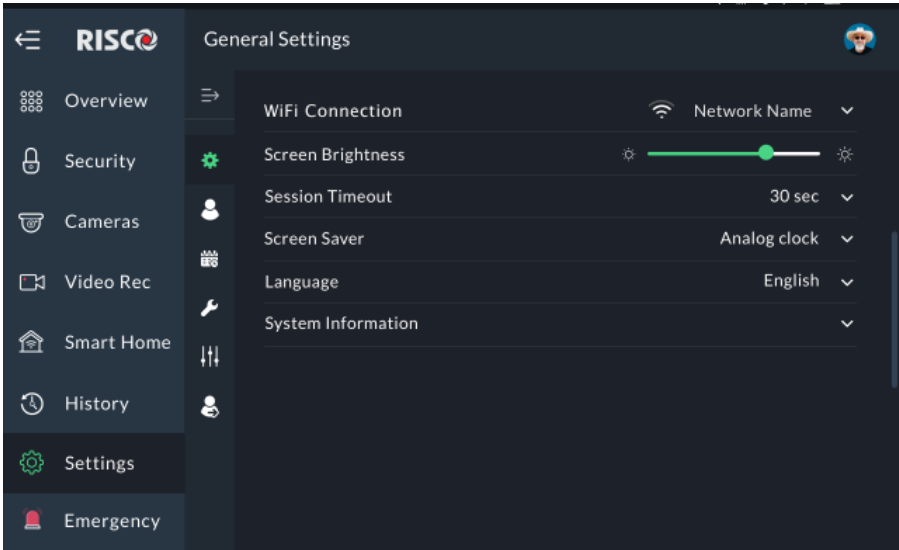 RISCO
General Settings
Overview
Security
Cameras
Video Rec
Smart Home
History
Settings
Emergency
WiFi Connection Network Name
Screen Brightness
Session Timeout 30 sec
Screen Saver Analog clock
Language English
System Information